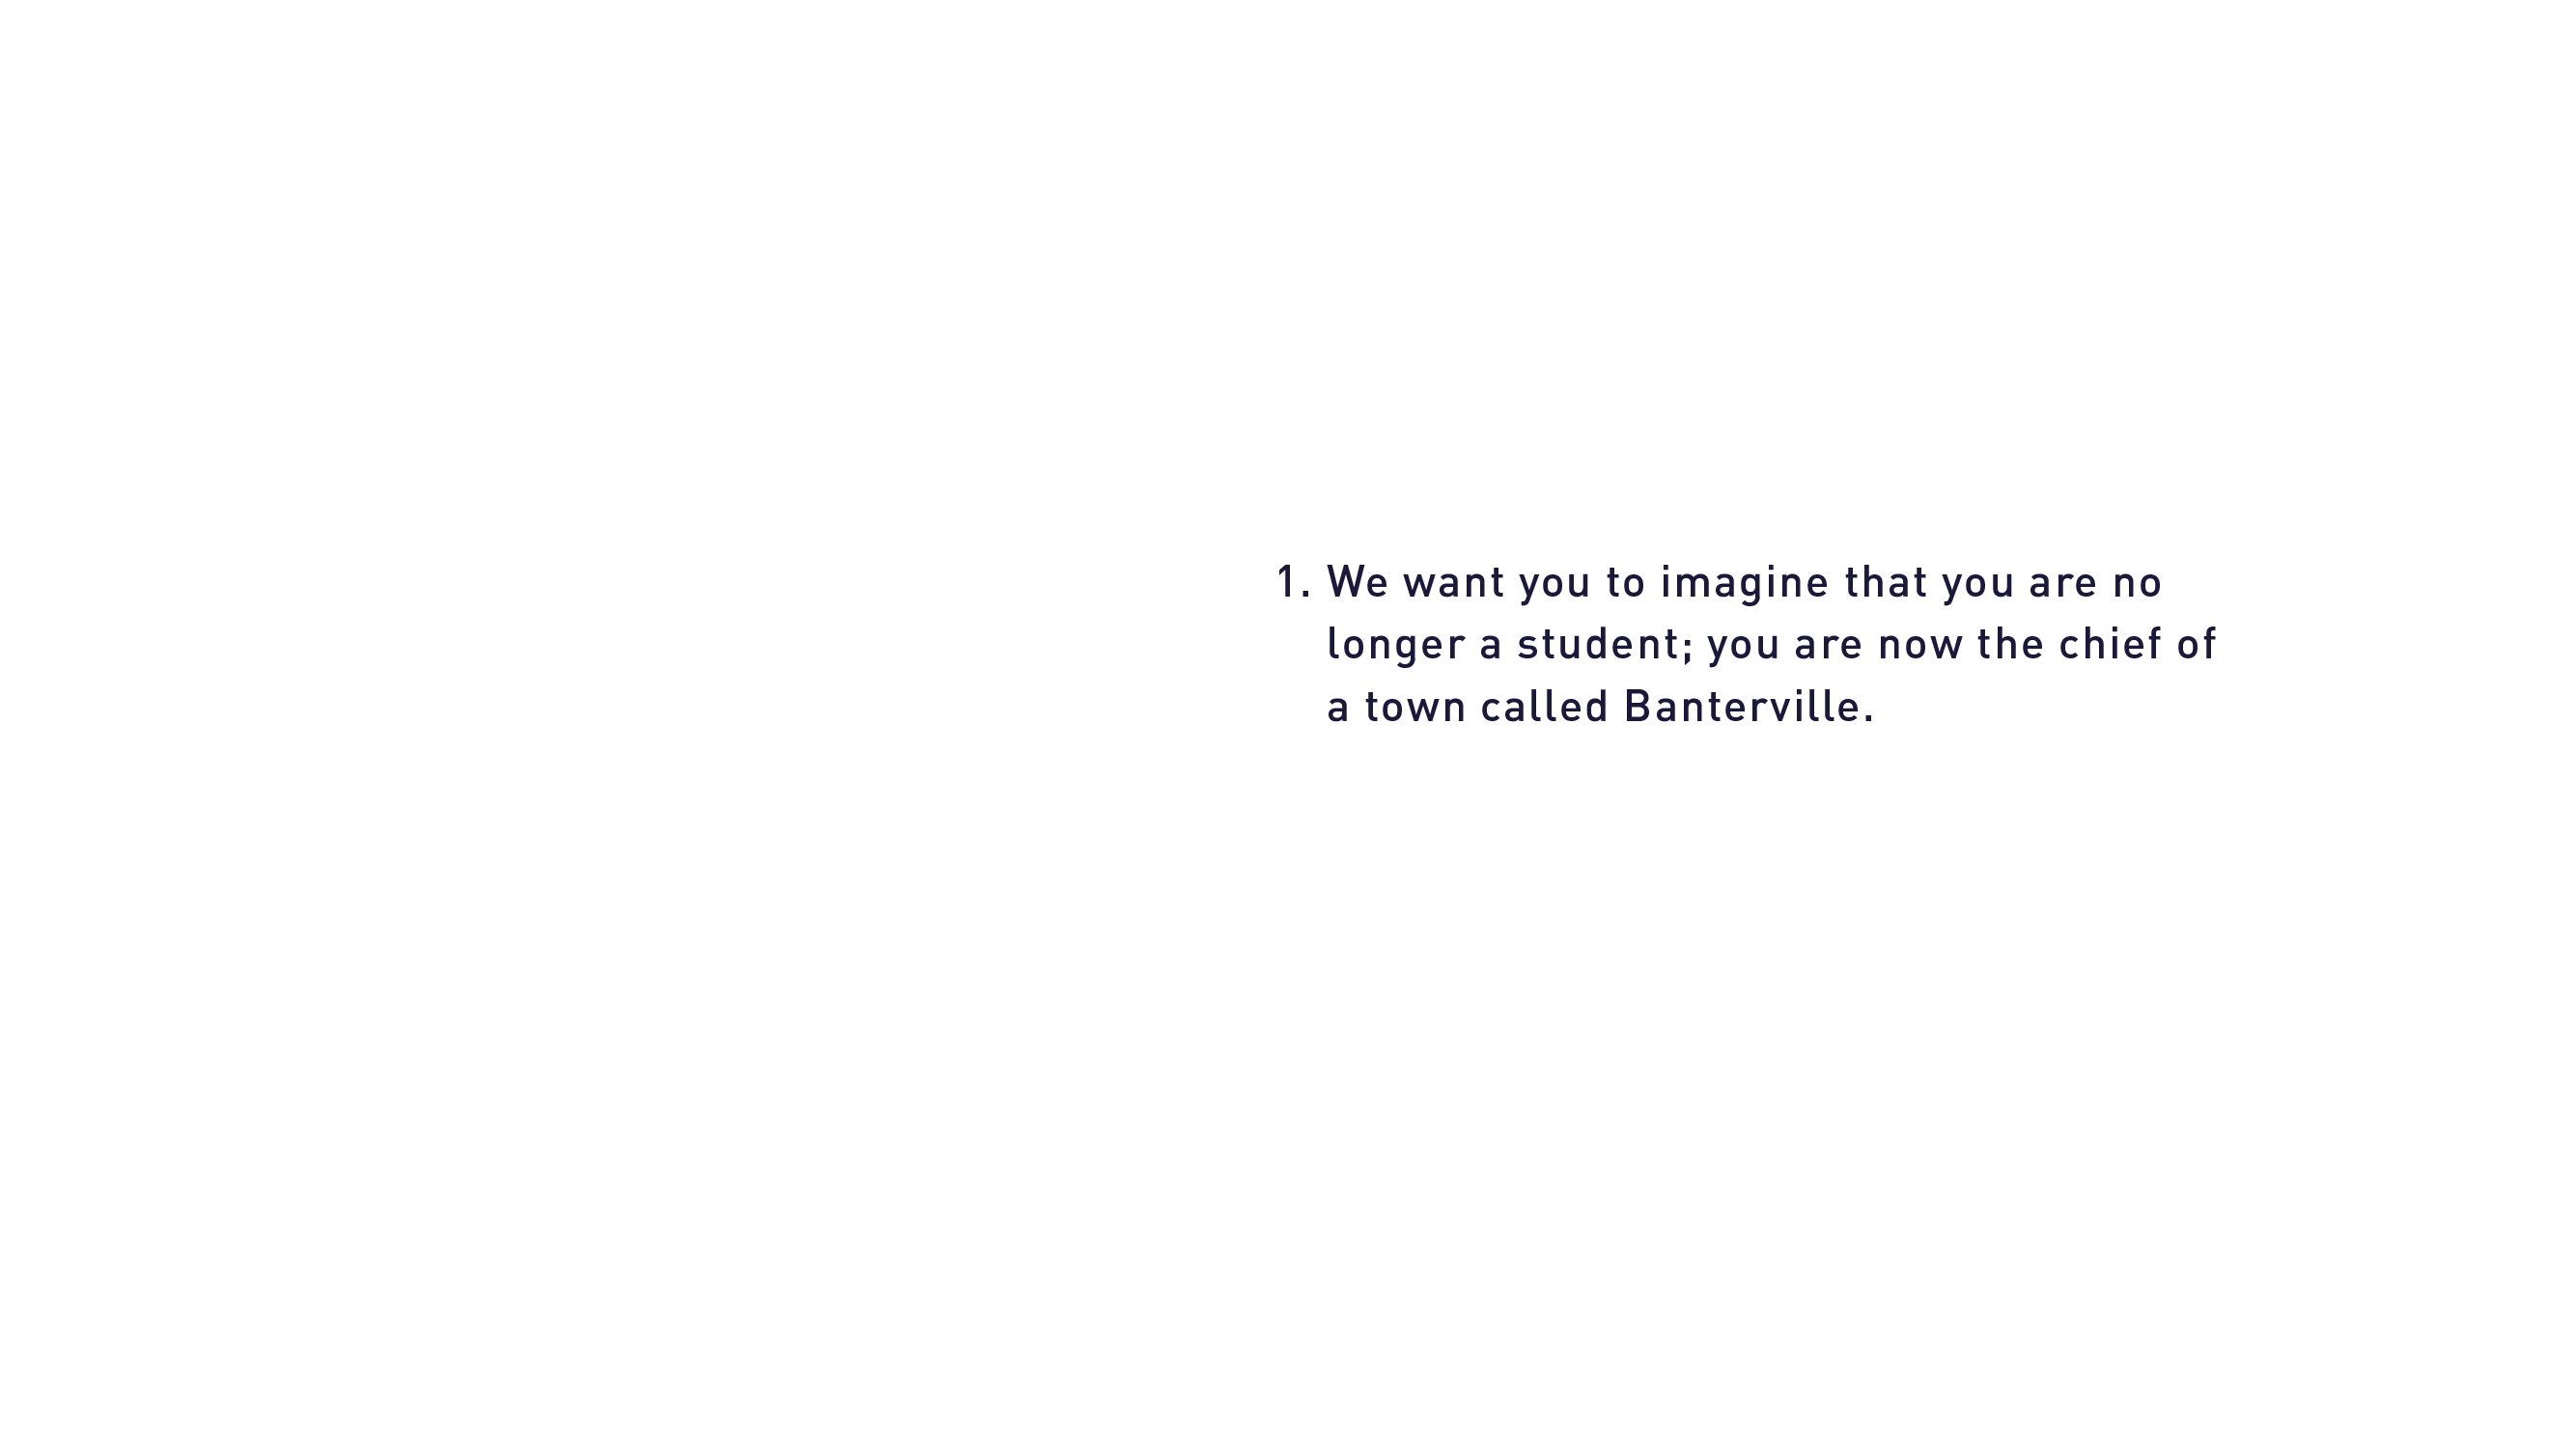 1. We want you to imagine that you are no
longer a student; you are now the chief of
a town called Banterville.